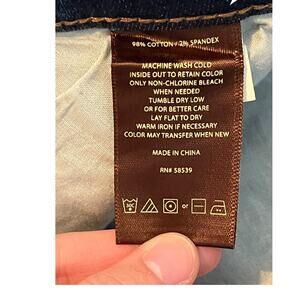 98% COTTON / 2% SPANDEX
MACHINE WASH COLD
INSIDE OUT TO RETAIN COLOR
ONLY NON-CHLORINE BLEACH
WHEN NEEDED
TUMBLE DRY LOW
OR FOR BETTER CARE
LAY FLAT TO DRY
WARM IRON IF NECESSARY
COLOR MAY TRANSFER WHEN NEW
MADE IN CHINA
RN# 58539
or